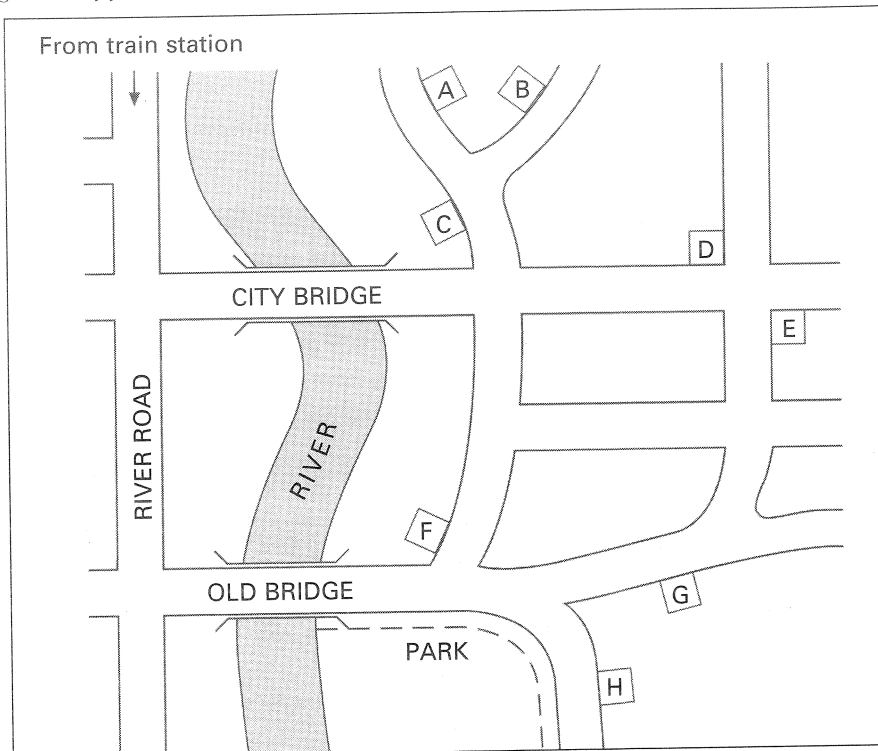 From train station
A
B
C
D
CITY BRIDGE
E
RIVER ROAD
RIVER
F
OLD BRIDGE
G
PARK
H